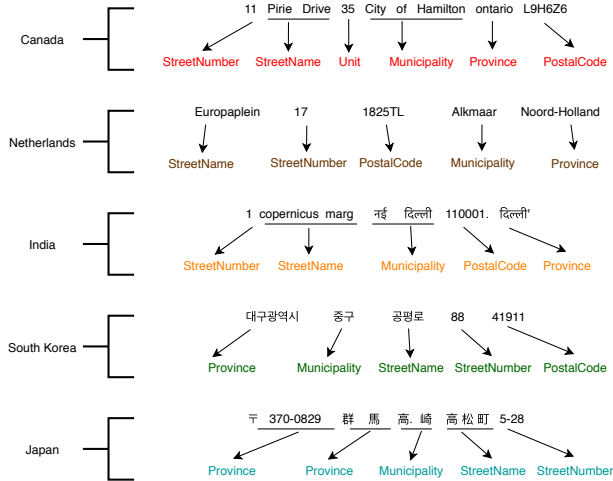 11 Pirie Drive 35 City of Hamilton ontario L9H6Z6
Canada
StreetNumber StreetName Unit Municipality Province PostalCode
Europaplein 17 1825TL Alkmaar Noord-Holland
Netherlands
StreetName StreetNumber PostalCode Municipality Province
1 copernicus marg नई दिल्ली 110001. दिल्ली'
India
StreetNumber StreetName Municipality PostalCode Province
대구광역시 중구 공평로 88 41911
South Korea
Province Municipality StreetName StreetNumber PostalCode
〒 370-0829 群 馬 高. 崎 高 松 町 5-28
Japan
Province Province Municipality StreetName StreetNumber